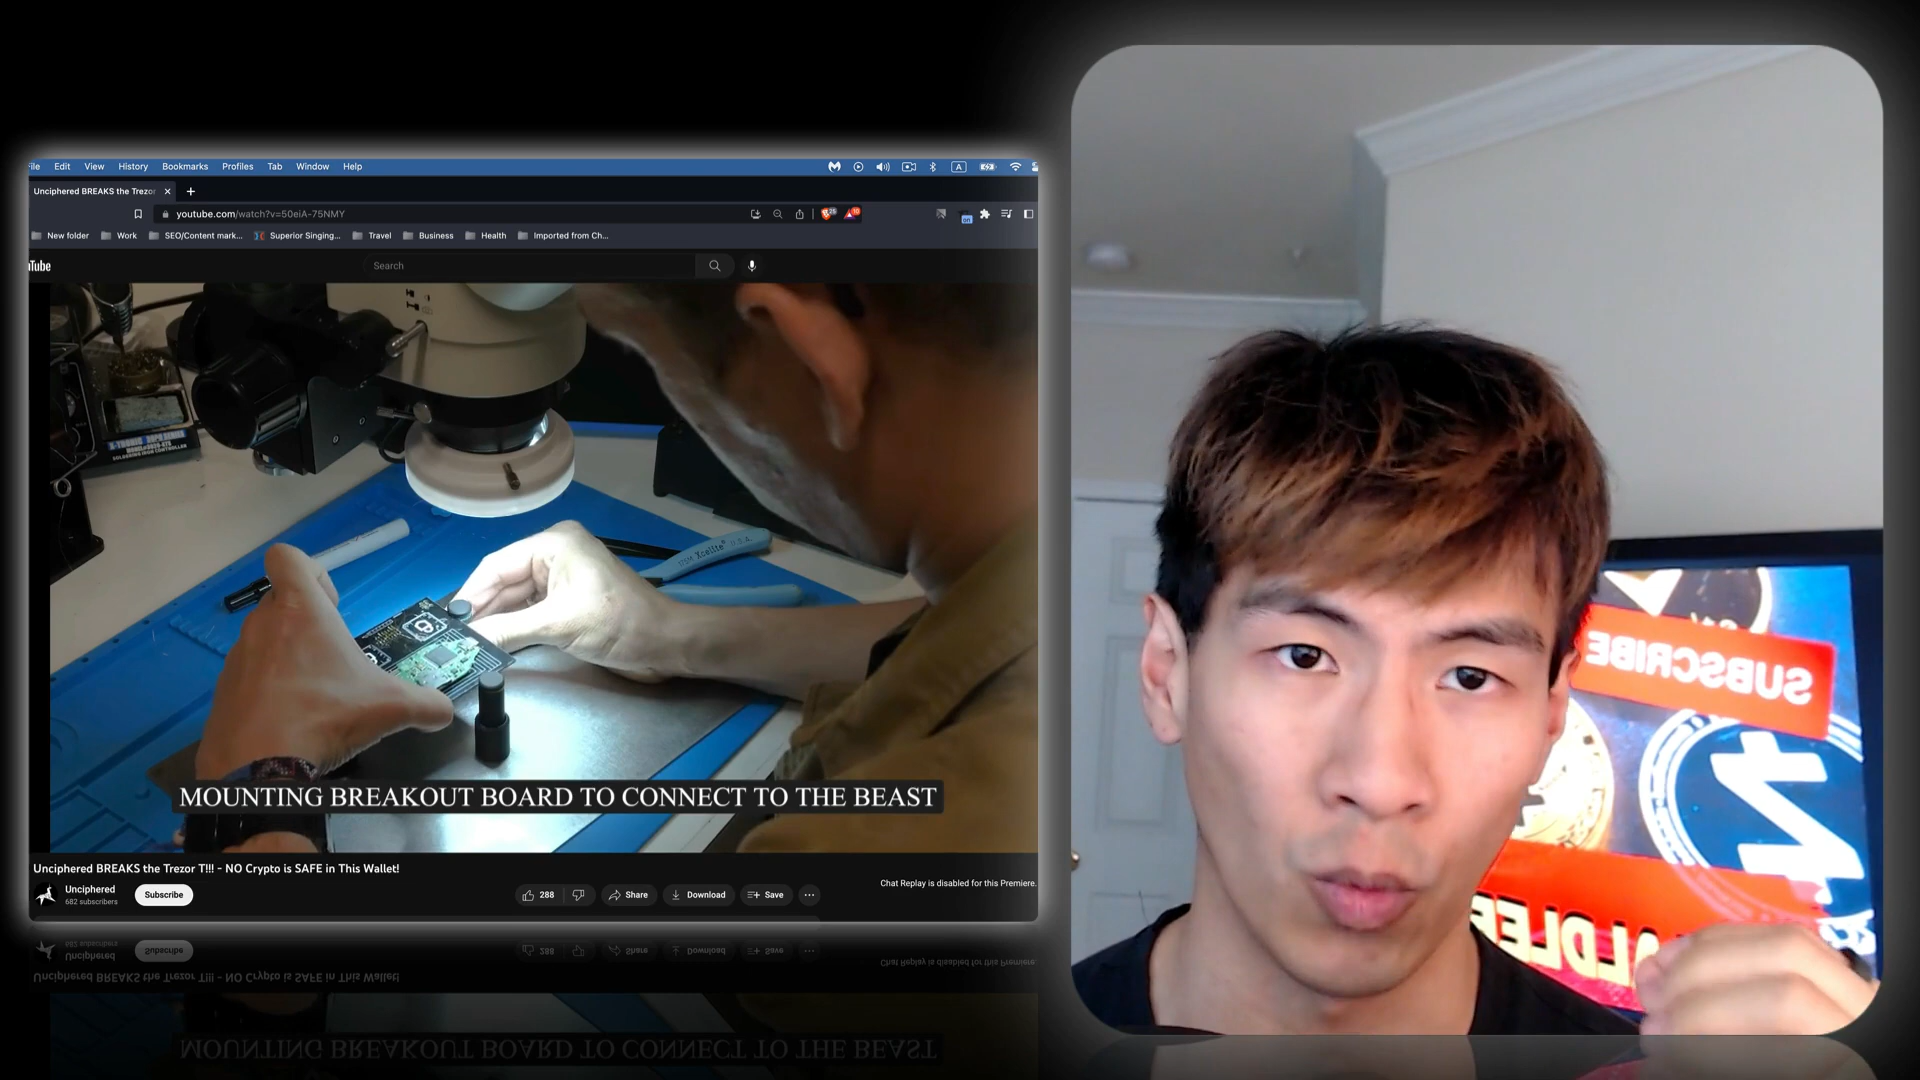 ile Edit View History Bookmarks Profiles Tab Window Help
Unciphered BREAKS the Trezor
youtube.com/watch?v=50eiA-75NMY
New folder Work SEO/Content mark... Superior Singing... Travel Business Health Imported from Ch...
Tube
Search
Xcelite U.S.A.
SUBSCRIBE
MOUNTING BREAKOUT BOARD TO CONNECT TO THE BEAST
Unciphered BREAKS the Trezor T!!! - NO Crypto is SAFE in This Wallet!
Unciphered
682 subscribers
Subscribe
288
Share
Download
Save
Chat Replay is disabled for this Premiere.